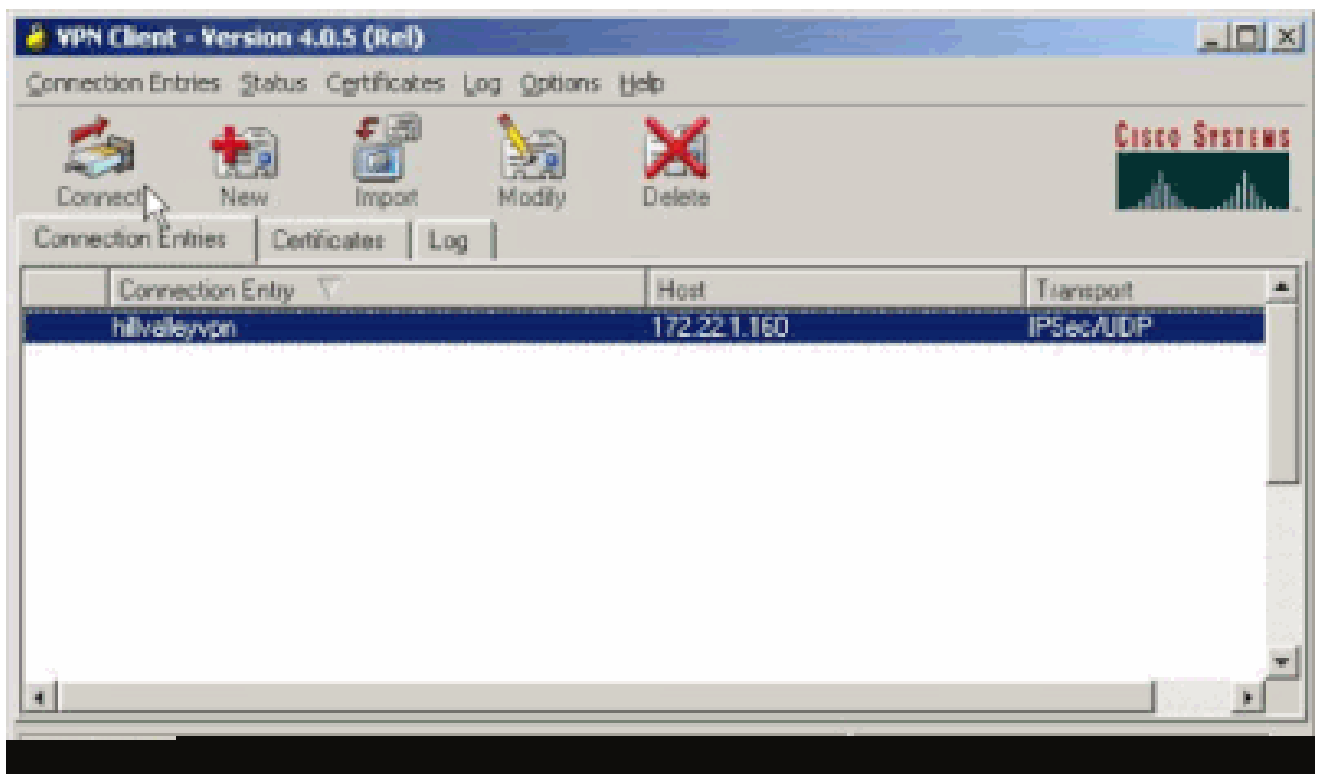 VPN Client - Version 4.0.5 (Rel)
Connection Entries Status Certificates Log Options Help
CISCO SYSTEMS
Connect New Import Modify Delete
Connection Entries Certificates Log
Connection Entry Host Transport
hillvalleyvpn 172.22.1.160 IPSec/UDP